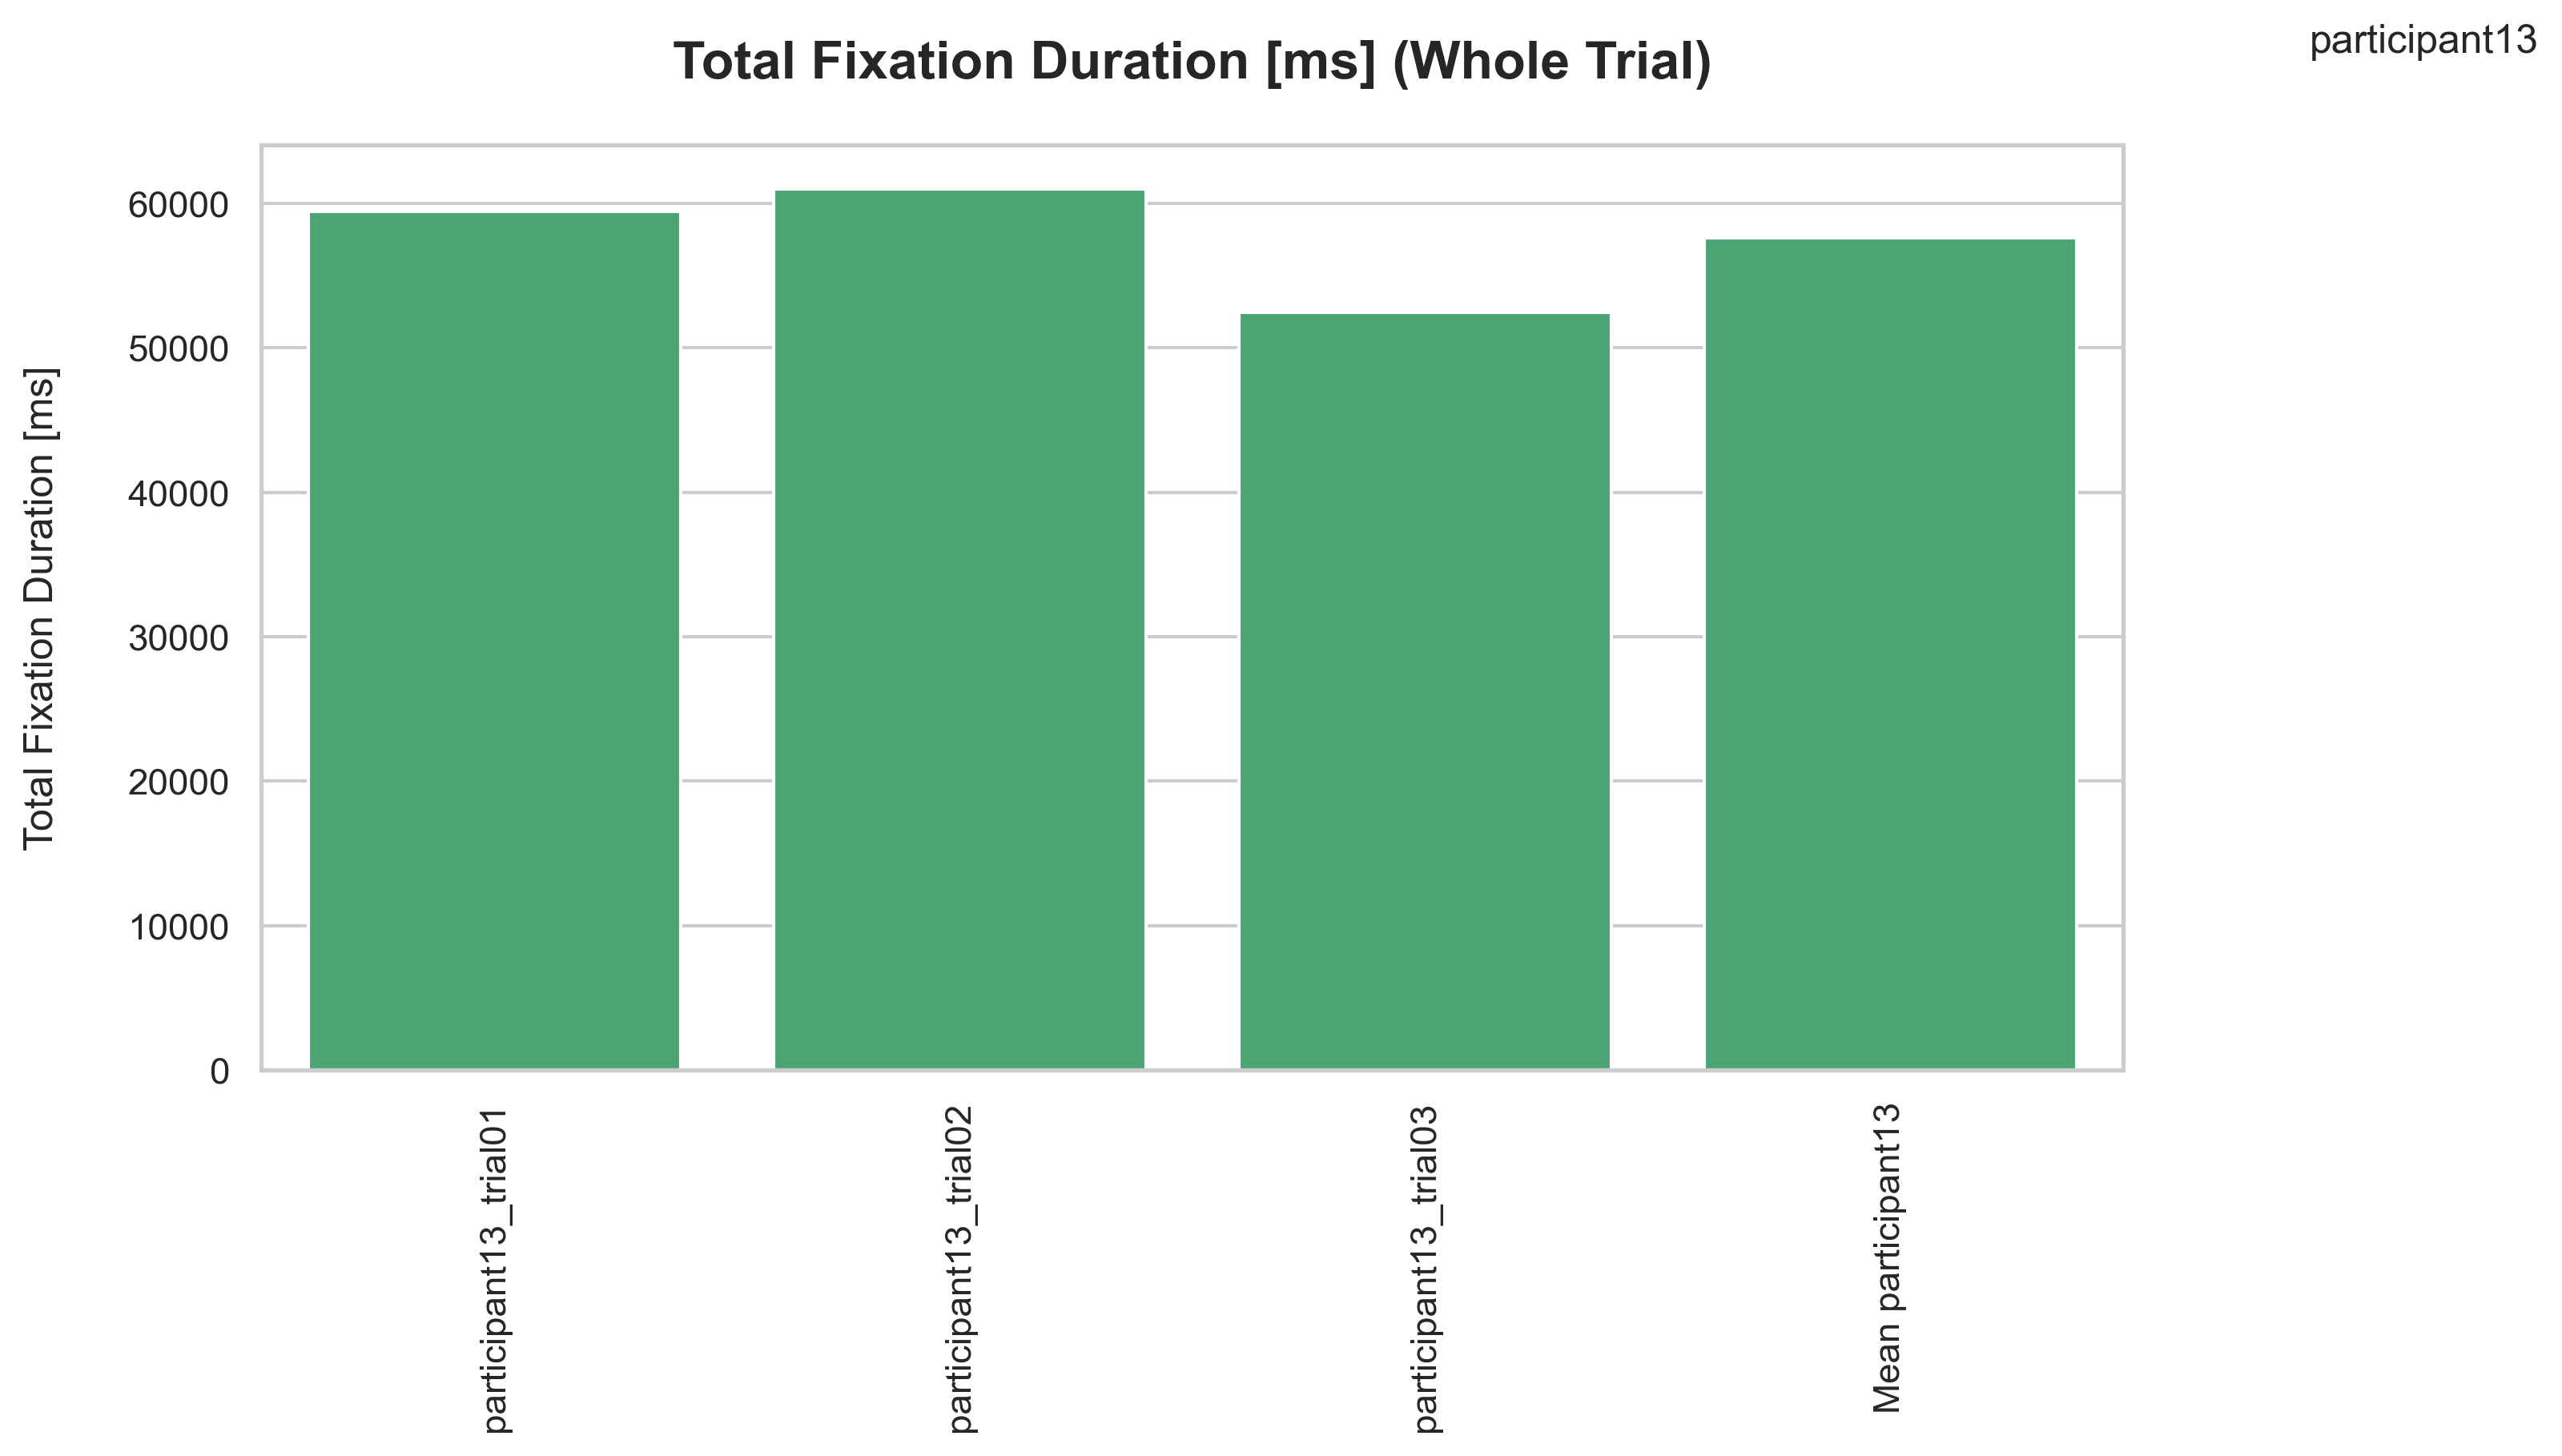 participant13
Total Fixation Duration [ms] (Whole Trial)
Total Fixation Duration [ms]
60000
50000
40000
30000
20000
10000
0
participant13_trial01
participant13_trial02
participant13_trial03
Mean participant13